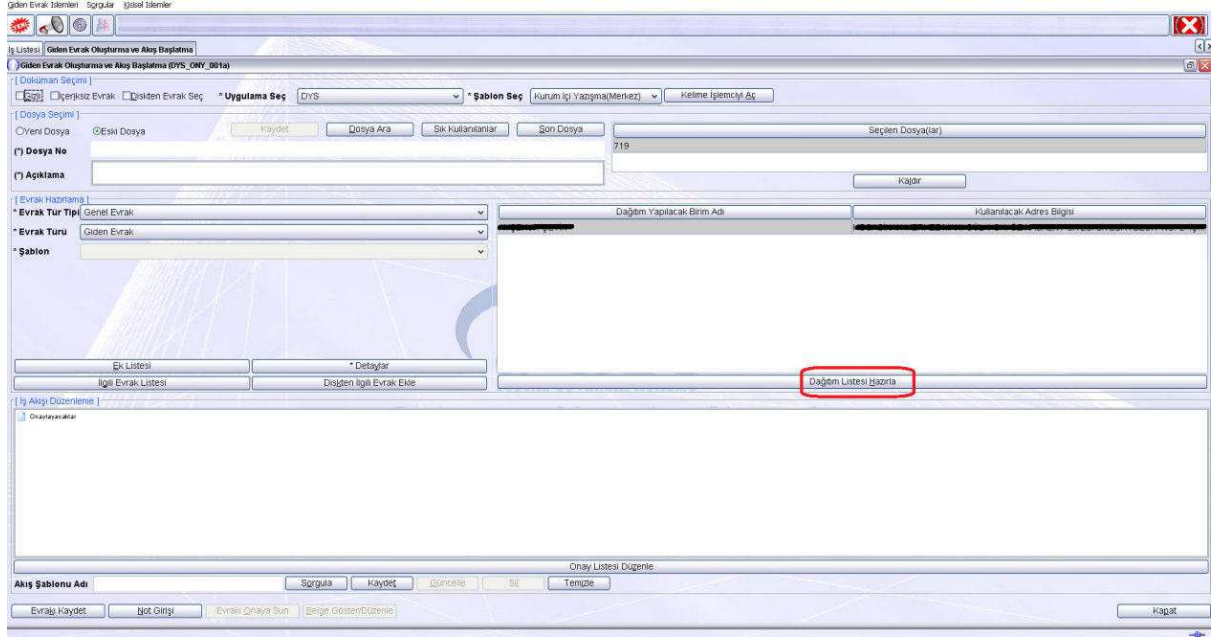 Giden Evrak İşlemleri Sorgular Kişisel İşlemler
İş Listesi Giden Evrak Oluşturma ve Akış Başlatma
Giden Evrak Oluşturma ve Akış Başlatma (DYS_ONY_001a)
[ Doküman Seçimi ]
Gizli İçeriksiz Evrak Diskten Evrak Seç * Uygulama Seç DYS * Şablon Seç Kurum İçi Yazışma(Merkez) Kelime İşlemciyi Aç
[ Dosya Seçimi ]
Yeni Dosya Eski Dosya Kaydet Dosya Ara Sık Kullanılanlar Son Dosya Seçilen Dosya(lar)
719
(*) Dosya No
(*) Açıklama
Kaldır
[ Evrak Hazırlama ]
* Evrak Tür Tipi Genel Evrak Dağıtım Yapılacak Birim Adı Kullanılacak Adres Bilgisi
* Evrak Türü Giden Evrak
* Şablon
Ek Listesi * Detaylar
İlgili Evrak Listesi Diskten İlgili Evrak Ekle Dağıtım Listesi Hazırla
[ İş Akışı Düzenleme ]
Onaylayacaklar
Onay Listesi Düzenle
Akış Şablonu Adı Sorgula Kaydet Güncelle Sil Temizle
Evrakı Kaydet Not Girişi Evrakı Onaya Sun Belge Göster/Düzenle Kapat